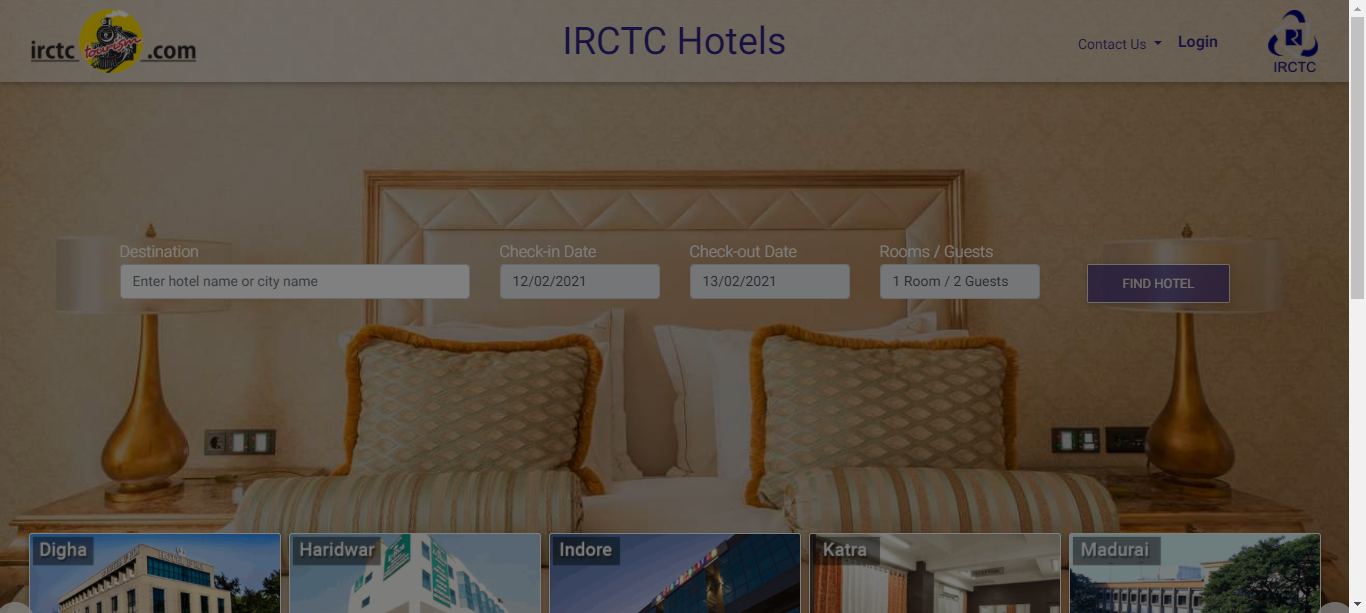 irctc tourism .com
IRCTC Hotels
Contact Us
Login
IRCTC
Destination
Check-in Date
Check-out Date
Rooms / Guests
Enter hotel name or city name
12/02/2021
13/02/2021
1 Room / 2 Guests
FIND HOTEL
Digha
Haridwar
Indore
Katra
Madurai